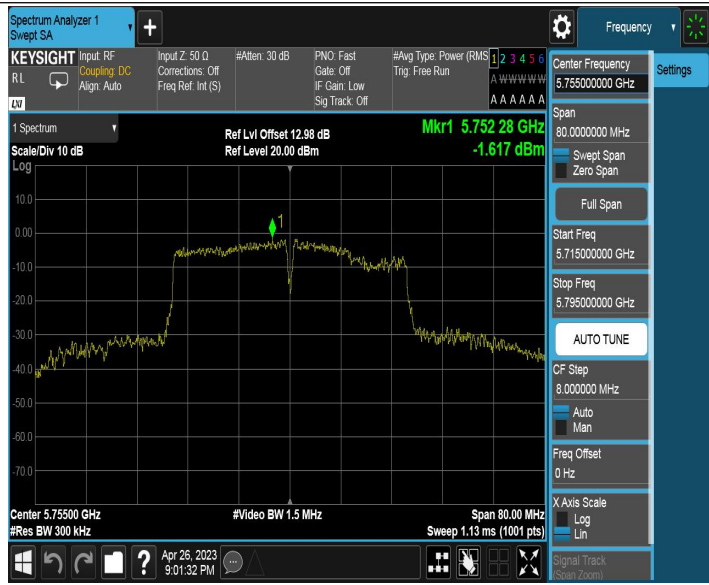 Spectrum Analyzer 1
Swept SA
Frequency
KEYSIGHT
RL
LXI
Input: RF
Coupling: DC
Align: Auto
Input Z: 50 Ω
Corrections: Off
Freq Ref: Int (S)
#Atten: 30 dB
PNO: Fast
Gate: Off
IF Gain: Low
Sig Track: Off
#Avg Type: Power (RMS
Trig: Free Run
1 2 3 4 5 6
A W W W W W
A A A A A A
1 Spectrum
Scale/Div 10 dB
Log
Ref Lvl Offset 12.98 dB
Ref Level 20.00 dBm
Mkr1 5.752 28 GHz
-1.617 dBm
10.0
0.00
-10.0
-20.0
-30.0
-40.0
-50.0
-60.0
-70.0
1
Center 5.75500 GHz
#Res BW 300 kHz
#Video BW 1.5 MHz
Span 80.00 MHz
Sweep 1.13 ms (1001 pts)
Apr 26, 2023
9:01:32 PM
Center Frequency
5.755000000 GHz
Span
80.0000000 MHz
Swept Span
Zero Span
Full Span
Start Freq
5.715000000 GHz
Stop Freq
5.795000000 GHz
AUTO TUNE
CF Step
8.000000 MHz
Auto
Man
Freq Offset
0 Hz
X Axis Scale
Log
Lin
Signal Track
(Span Zoom)
Settings